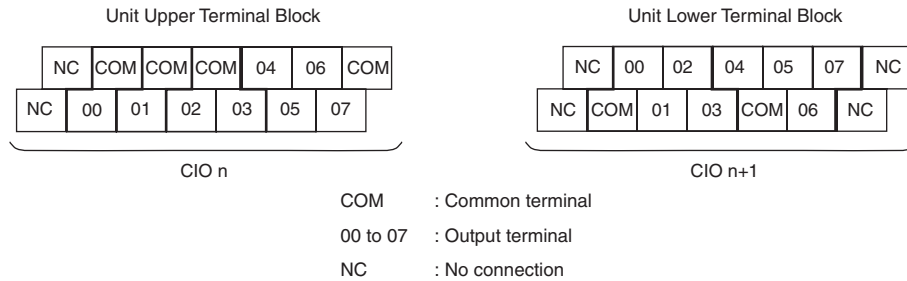 Unit Upper Terminal Block
Unit Lower Terminal Block
NC COM COM COM 04 06 COM
NC 00 01 02 03 05 07
CIO n
NC 00 02 04 05 07 NC
NC COM 01 03 COM 06 NC
CIO n+1
COM : Common terminal
00 to 07 : Output terminal
NC : No connection